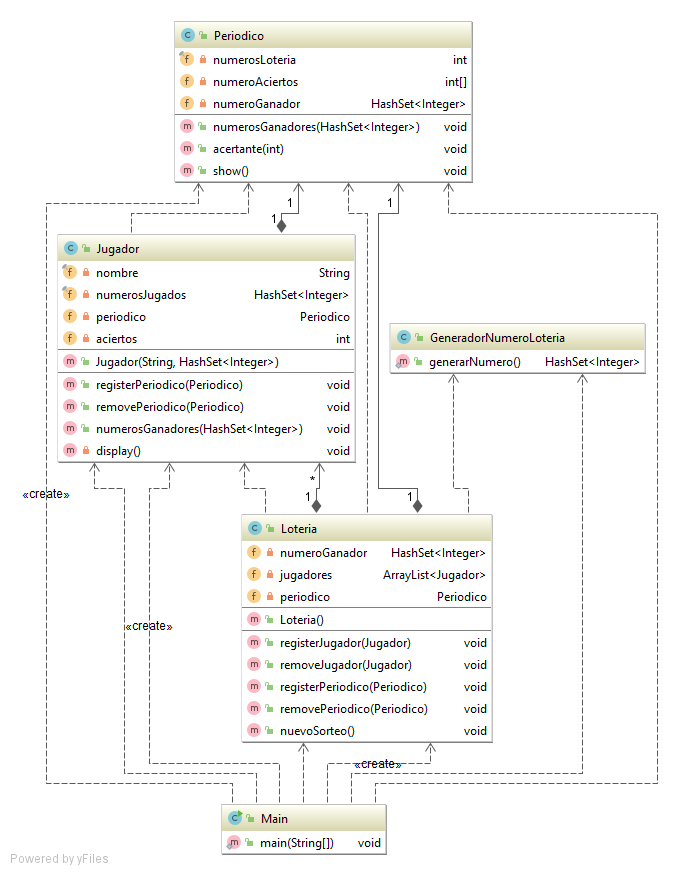 Periodico
numerosLoteria int
numeroAciertos int[]
numeroGanador HashSet<Integer>
numerosGanadores(HashSet<Integer>) void
acertante(int) void
show() void
1
1
1
1
Jugador
nombre String
numerosJugados HashSet<Integer>
periodico Periodico
aciertos int
Jugador(String, HashSet<Integer>)
registerPeriodico(Periodico) void
removePeriodico(Periodico) void
numerosGanadores(HashSet<Integer>) void
display() void
GeneradorNumeroLoteria
generarNumero() HashSet<Integer>
*
1
«create»
Loteria
numeroGanador HashSet<Integer>
jugadores ArrayList<Jugador>
periodico Periodico
Loteria()
registerJugador(Jugador) void
removeJugador(Jugador) void
registerPeriodico(Periodico) void
removePeriodico(Periodico) void
nuevoSorteo() void
«create»
«create»
Main
main(String[]) void
Powered by yFiles